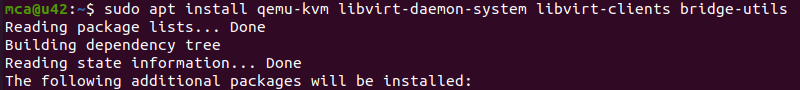 mca@u42:~$ sudo apt install qemu-kvm libvirt-daemon-system libvirt-clients bridge-utils
Reading package lists... Done
Building dependency tree
Reading state information... Done
The following additional packages will be installed: